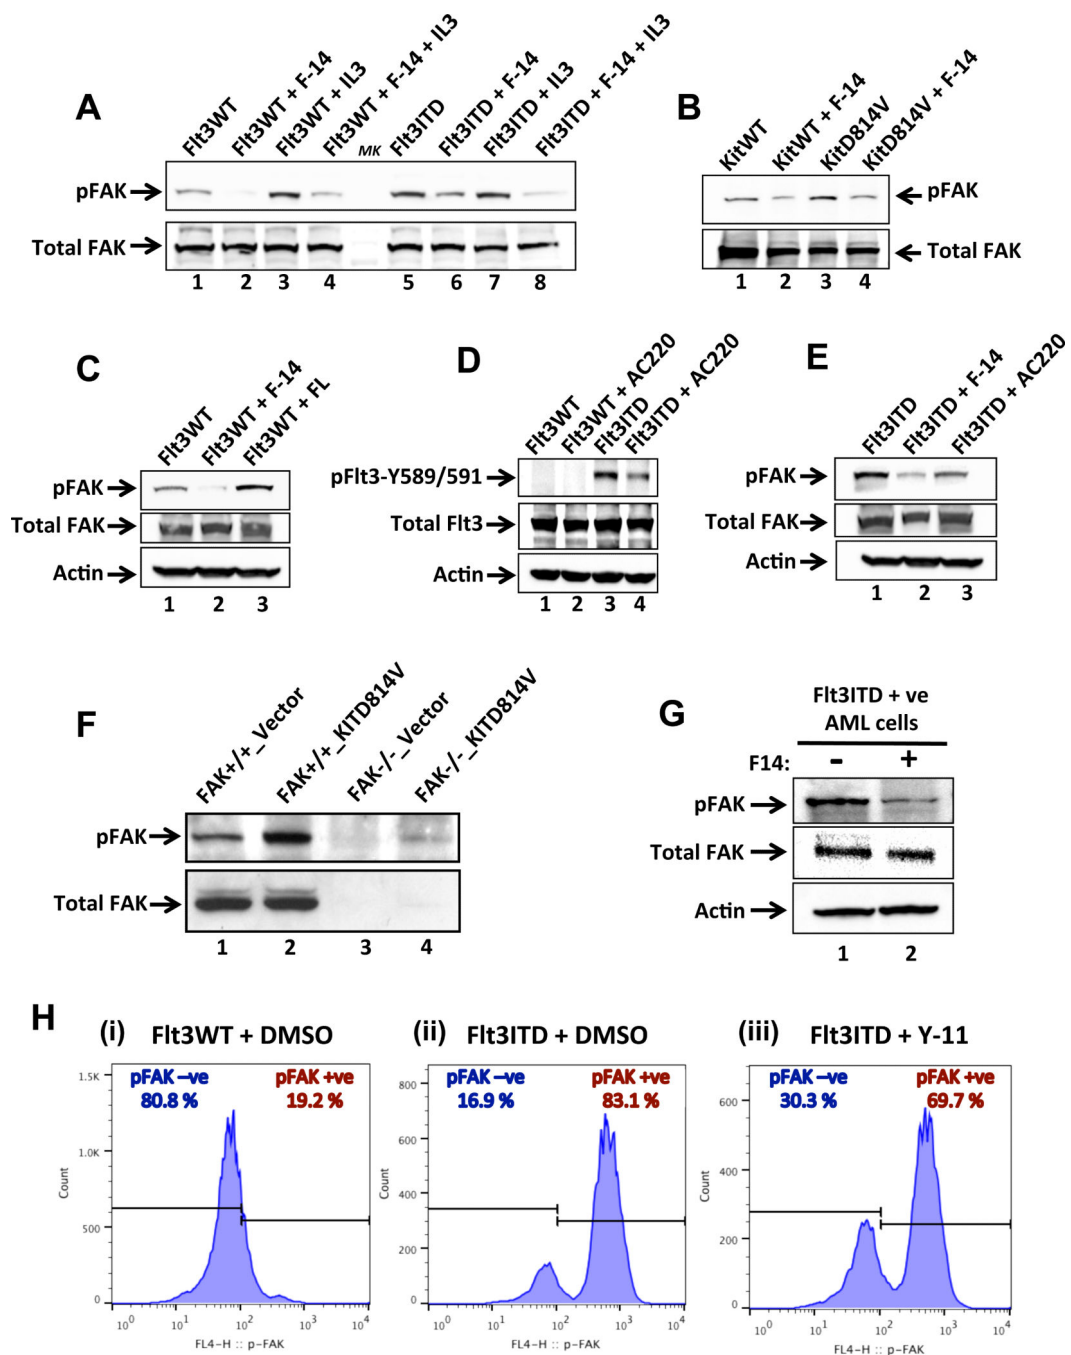 A
Flt3WT
Flt3WT + F-14
Flt3WT + IL3
Flt3WT + F-14 + IL3
MK
Flt3ITD
Flt3ITD + F-14
Flt3ITD + IL3
Flt3ITD + F-14 + IL3
pFAK
Total FAK
1 2 3 4 5 6 7 8
B
KitWT
KitWT + F-14
KitD814V
KitD814V + F-14
pFAK
Total FAK
1 2 3 4
C
Flt3WT
Flt3WT + F-14
Flt3WT + FL
pFAK
Total FAK
Actin
1 2 3
D
Flt3WT
Flt3WT + AC220
Flt3ITD
Flt3ITD + AC220
pFlt3-Y589/591
Total Flt3
Actin
1 2 3 4
E
Flt3ITD
Flt3ITD + F-14
Flt3ITD + AC220
pFAK
Total FAK
Actin
1 2 3
F
FAK+/+_Vector
FAK+/+_KITD814V
FAK-/-_Vector
FAK-/-_KITD814V
pFAK
Total FAK
1 2 3 4
G
Flt3ITD + ve
AML cells
F14: - +
pFAK
Total FAK
Actin
1 2
H
(i) Flt3WT + DMSO
pFAK –ve pFAK +ve
80.8 % 19.2 %
1.5K
1.0K
500
0
Count
10^0 10^1 10^2 10^3 10^4
FL4-H :: p-FAK
(ii) Flt3ITD + DMSO
pFAK –ve pFAK +ve
16.9 % 83.1 %
800
600
400
200
0
Count
10^0 10^1 10^2 10^3 10^4
FL4-H :: p-FAK
(iii) Flt3ITD + Y-11
pFAK –ve pFAK +ve
30.3 % 69.7 %
600
400
200
0
Count
10^0 10^1 10^2 10^3 10^4
FL4-H :: p-FAK